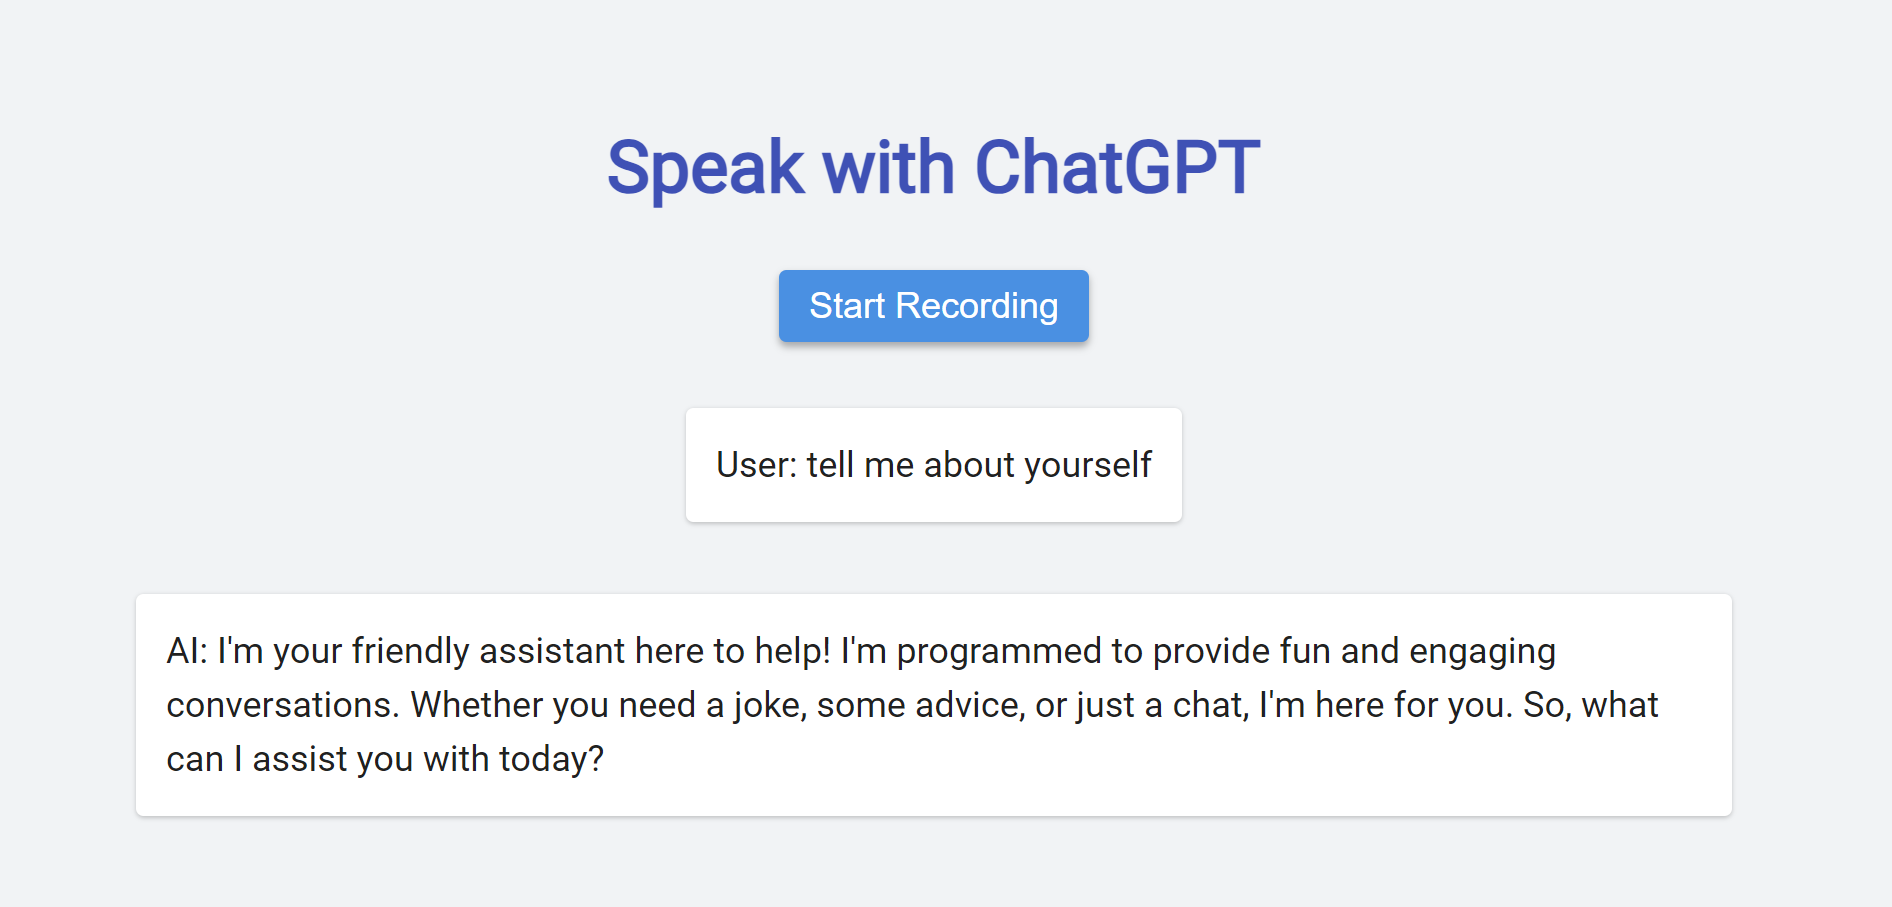 Speak with ChatGPT
Start Recording
User: tell me about yourself
AI: I'm your friendly assistant here to help! I'm programmed to provide fun and engaging
conversations. Whether you need a joke, some advice, or just a chat, I'm here for you. So, what
can I assist you with today?